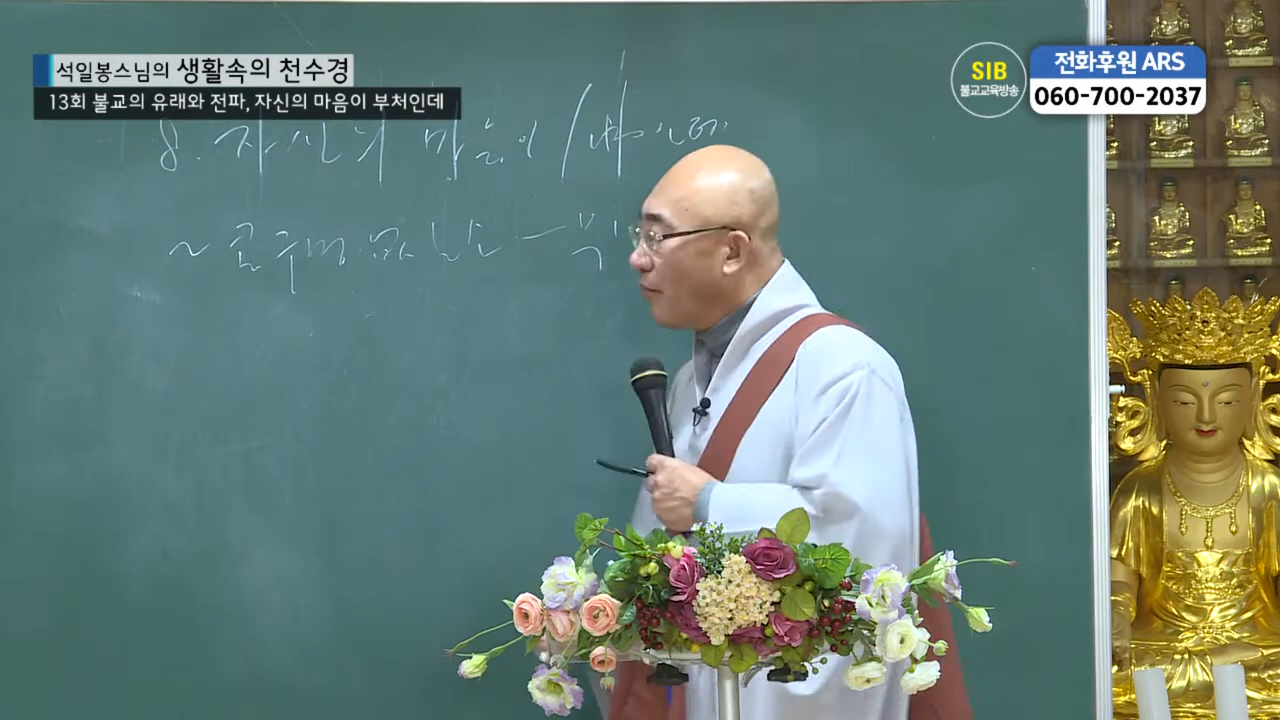 석일봉스님의 생활속의 천수경
13회 불교의 유래와 전파, 자신의 마음이 부처인데
SIB
불교교육방송
전화후원 ARS
060-700-2037
8. 자신의 마음이